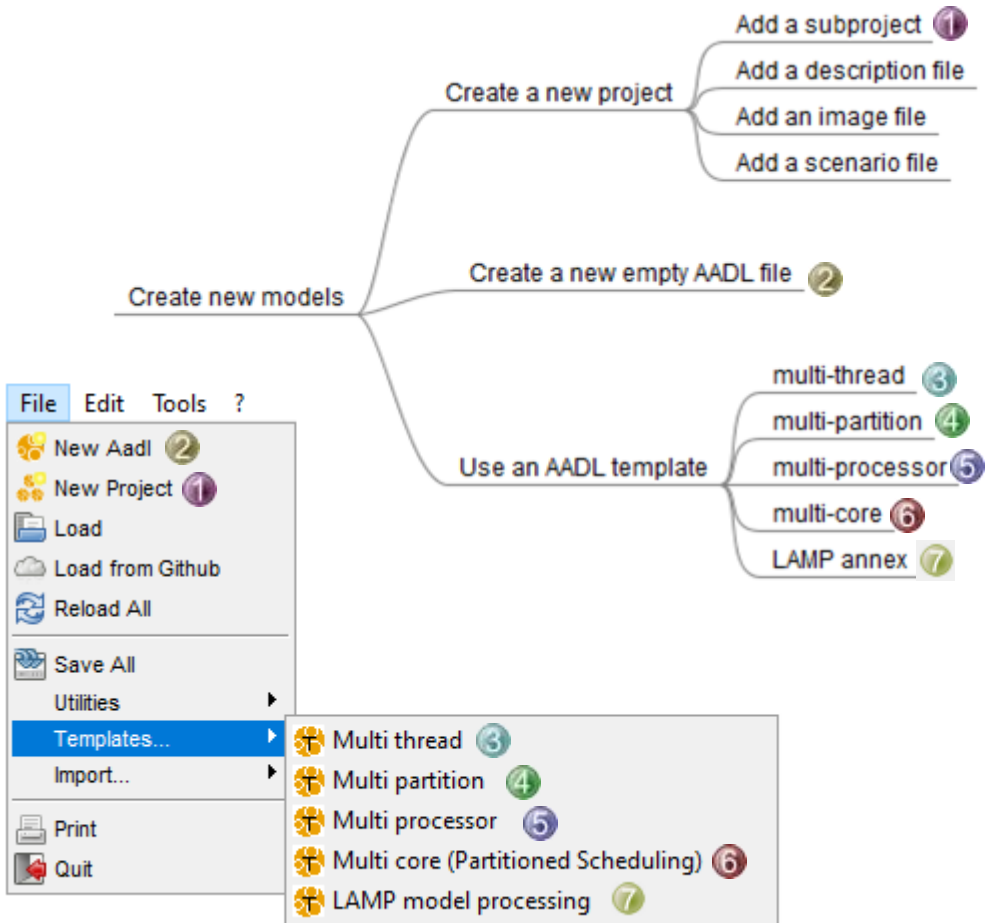 Add a subproject 1
Add a description file
Create a new project
Add an image file
Add a scenario file
Create a new empty AADL file 2
Create new models
multi-thread 3
multi-partition 4
Use an AADL template
multi-processor 5
multi-core 6
LAMP annex 7
File Edit Tools ?
New Aadl 2
New Project 1
Load
Load from Github
Reload All
Save All
Utilities
Templates...
Import...
Print
Quit
T Multi thread 3
T Multi partition 4
T Multi processor 5
T Multi core (Partitioned Scheduling) 6
T LAMP model processing 7